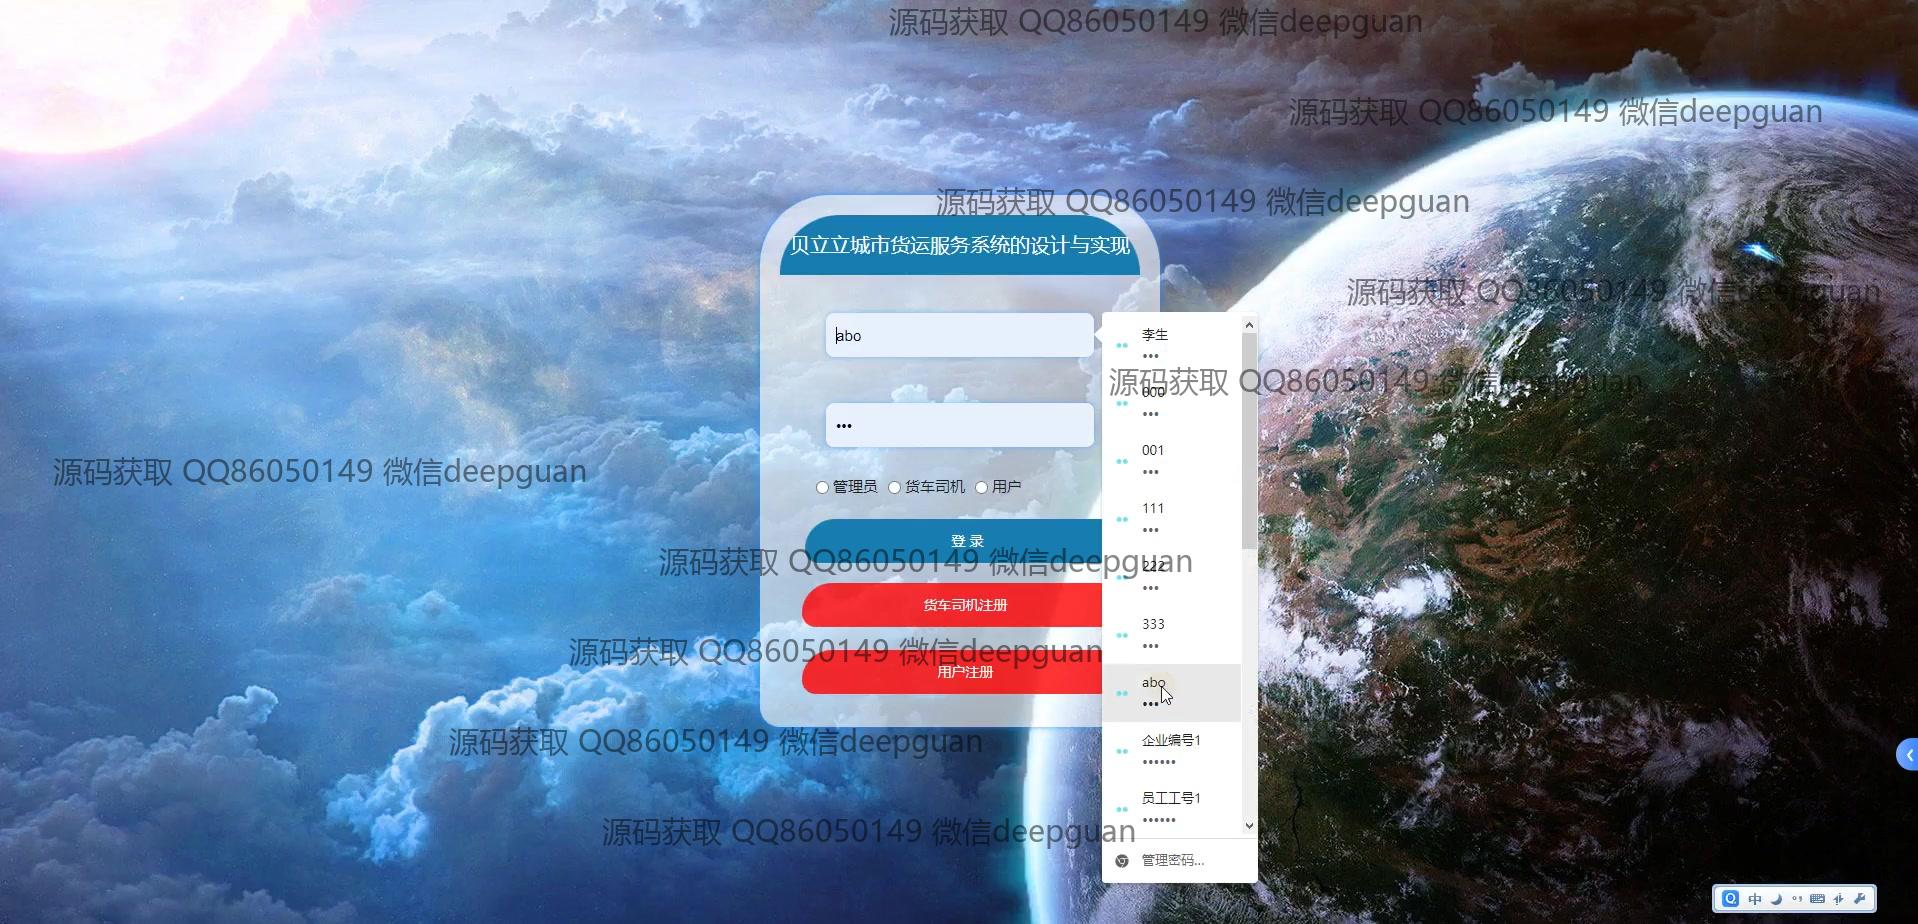 源码获取 QQ86050149 微信deepguan
源码获取 QQ86050149 微信deepguan
源码获取 QQ86050149 微信deepguan
贝立立城市货运服务系统的设计与实现
源码获取 QQ86050149 微信deepguan
abo
李生
•••
源码获取 QQ86050149 微信deepguan
000
•••
•••
001
•••
源码获取 QQ86050149 微信deepguan
管理员 货车司机 用户
111
•••
登 录
源码获取 QQ86050149 微信deepguan
222
•••
货车司机注册
333
•••
源码获取 QQ86050149 微信deepguan
用户注册
abo
•••
源码获取 QQ86050149 微信deepguan
企业编号1
••••••
员工工号1
••••••
源码获取 QQ86050149 微信deepguan
管理密码...
中